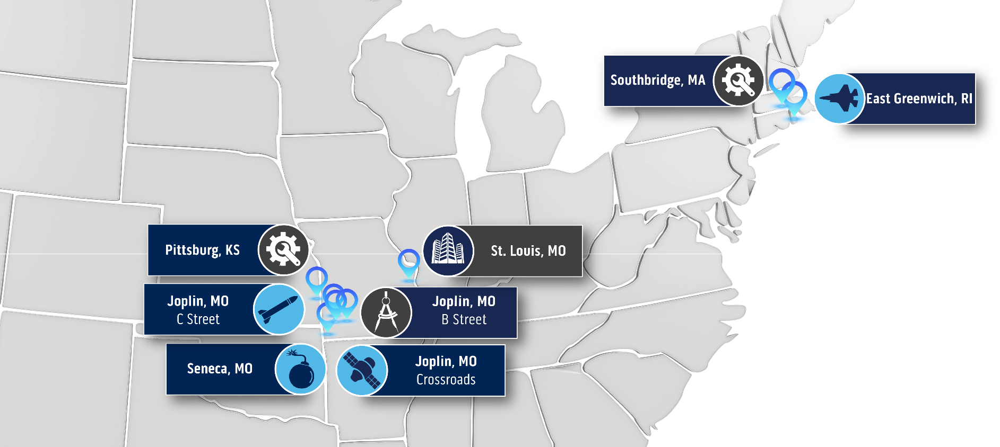 Southbridge, MA
East Greenwich, RI
Pittsburg, KS
St. Louis, MO
Joplin, MO
C Street
Joplin, MO
B Street
Seneca, MO
Joplin, MO
Crossroads